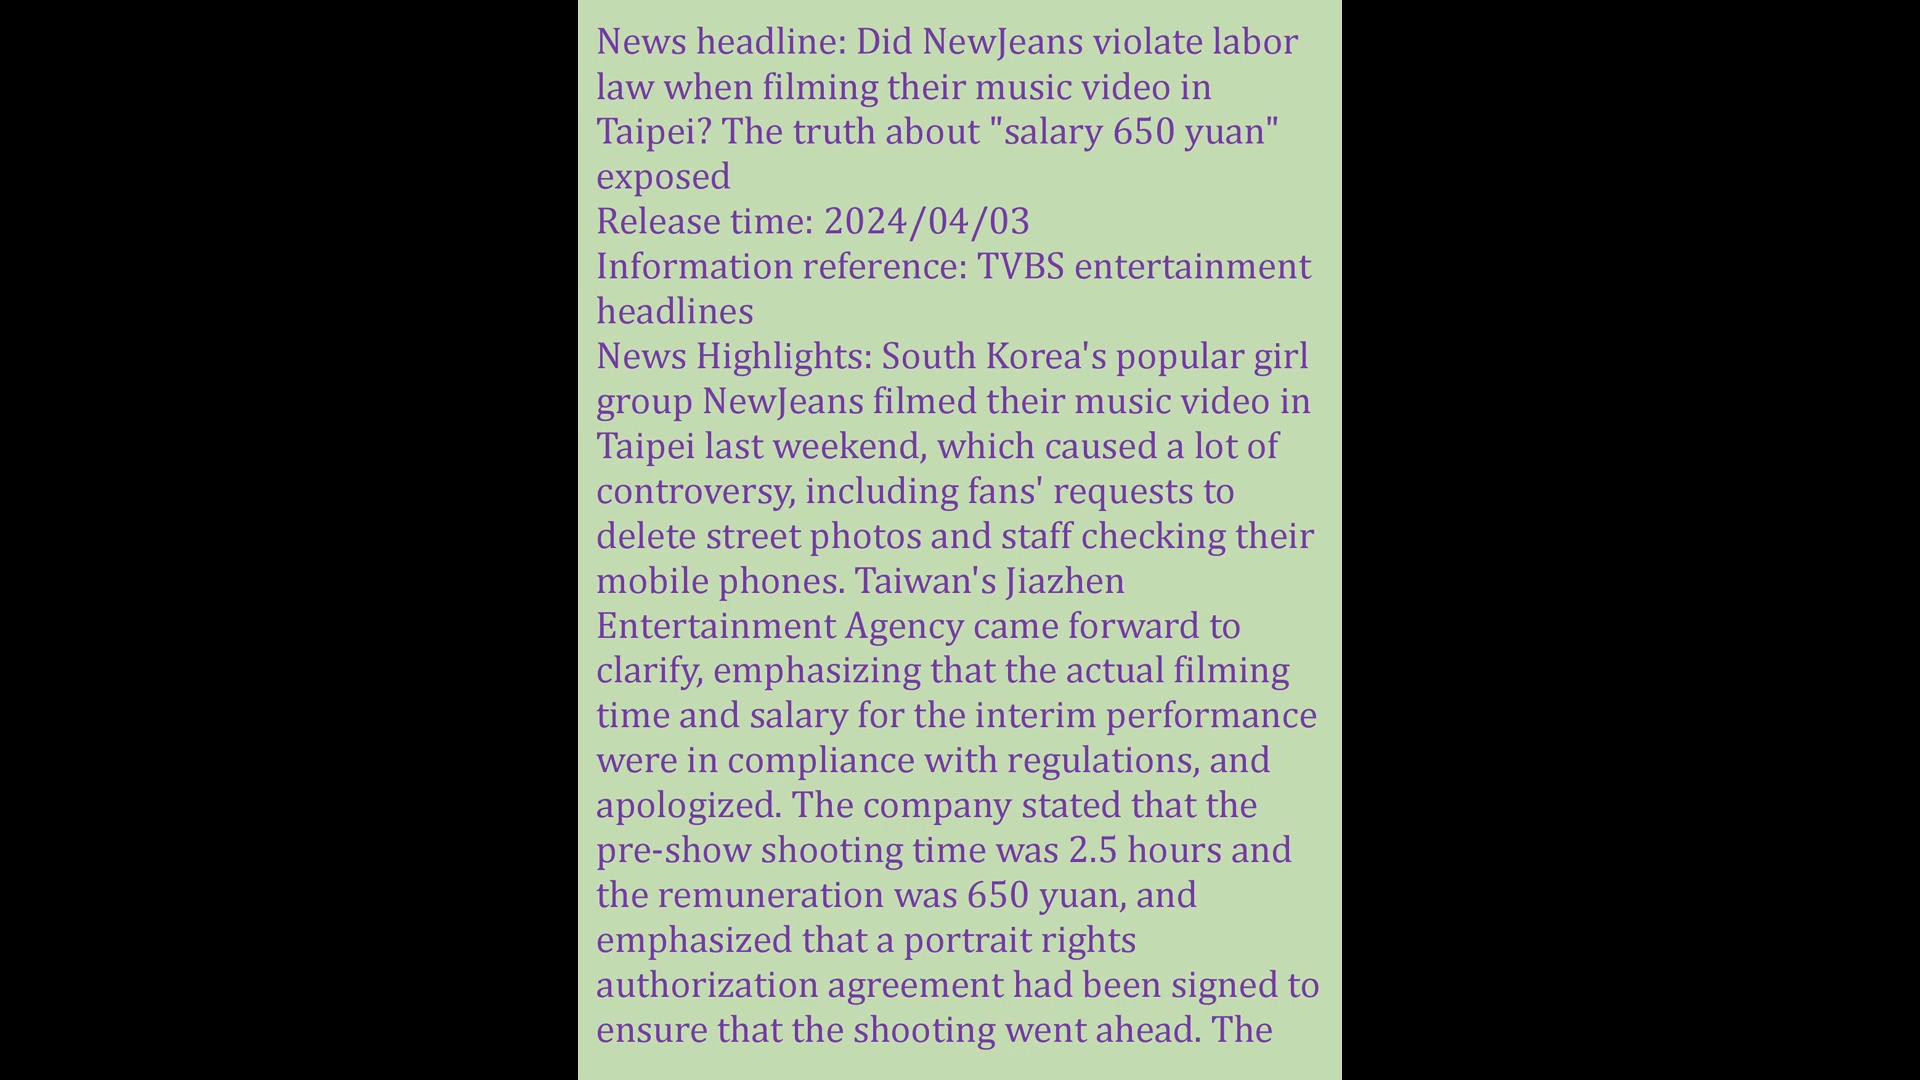 News headline: Did NewJeans violate labor
law when filming their music video in
Taipei? The truth about "salary 650 yuan"
exposed
Release time: 2024/04/03
Information reference: TVBS entertainment
headlines
News Highlights: South Korea's popular girl
group NewJeans filmed their music video in
Taipei last weekend, which caused a lot of
controversy, including fans' requests to
delete street photos and staff checking their
mobile phones. Taiwan's Jiazhen
Entertainment Agency came forward to
clarify, emphasizing that the actual filming
time and salary for the interim performance
were in compliance with regulations, and
apologized. The company stated that the
pre-show shooting time was 2.5 hours and
the remuneration was 650 yuan, and
emphasized that a portrait rights
authorization agreement had been signed to
ensure that the shooting went ahead. The